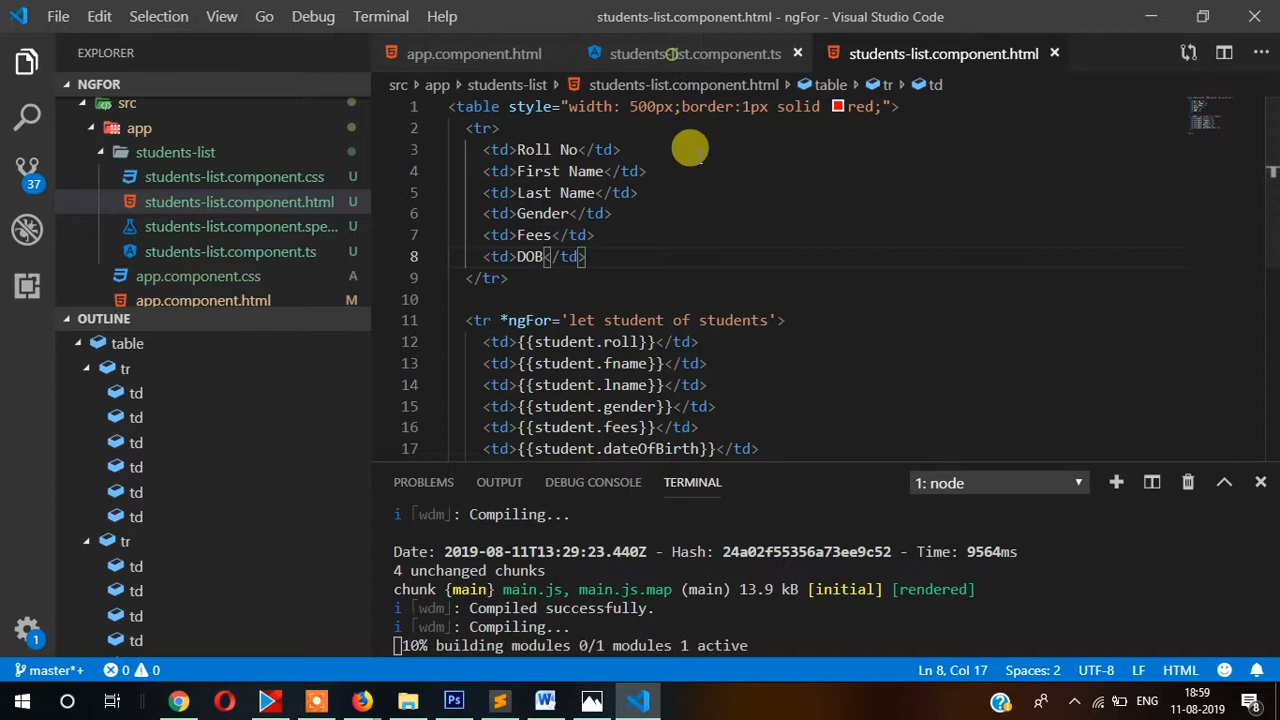 File Edit Selection View Go Debug Terminal Help students-list.component.html - ngFor - Visual Studio Code
EXPLORER app.component.html students-list.component.ts students-list.component.html
NGFOR src app students-list students-list.component.html table tr td
src
app
students-list
students-list.component.css U
students-list.component.html U
students-list.component.spe... U
students-list.component.ts U
app.component.css
app.component.html M
37
1
OUTLINE
table
tr
td
td
td
td
td
td
tr
td
td
td
td
1 <table style="width: 500px;border:1px solid red;">
2 <tr>
3 <td>Roll No</td>
4 <td>First Name</td>
5 <td>Last Name</td>
6 <td>Gender</td>
7 <td>Fees</td>
8 <td>DOB</td>
9 </tr>
10
11 <tr *ngFor='let student of students'>
12 <td>{{student.roll}}</td>
13 <td>{{student.fname}}</td>
14 <td>{{student.lname}}</td>
15 <td>{{student.gender}}</td>
16 <td>{{student.fees}}</td>
17 <td>{{student.dateOfBirth}}</td>
PROBLEMS OUTPUT DEBUG CONSOLE TERMINAL 1: node
i ｢wdm｣: Compiling...
Date: 2019-08-11T13:29:23.440Z - Hash: 24a02f55356a73ee9c52 - Time: 9564ms
4 unchanged chunks
chunk {main} main.js, main.js.map (main) 13.9 kB [initial] [rendered]
i ｢wdm｣: Compiled successfully.
i ｢wdm｣: Compiling...
10% building modules 0/1 modules 1 active
master*+ 0 0 Ln 8, Col 17 Spaces: 2 UTF-8 LF HTML
ENG 18:59
11-08-2019 8